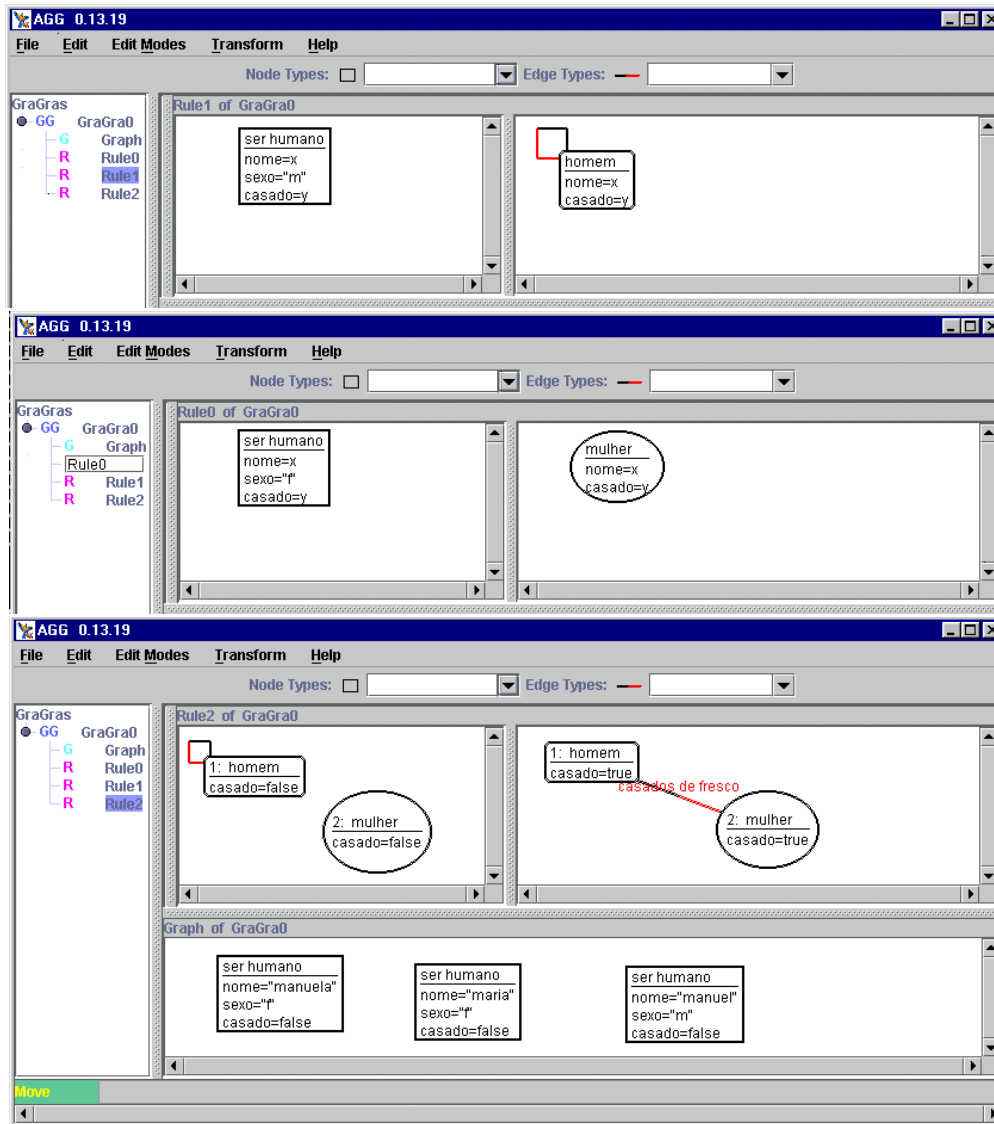 AGG 0.13.19
File Edit Edit Modes Transform Help
Node Types: Edge Types:
GraGras
GG GraGra0
G Graph
R Rule0
R Rule1
R Rule2
Rule1 of GraGra0
ser humano
nome=x
sexo="m"
casado=y
homem
nome=x
casado=y
AGG 0.13.19
File Edit Edit Modes Transform Help
Node Types: Edge Types:
GraGras
GG GraGra0
G Graph
Rule0
R Rule1
R Rule2
Rule0 of GraGra0
ser humano
nome=x
sexo="f"
casado=y
mulher
nome=x
casado=y
AGG 0.13.19
File Edit Edit Modes Transform Help
Node Types: Edge Types:
GraGras
GG GraGra0
G Graph
R Rule0
R Rule1
R Rule2
Rule2 of GraGra0
1: homem
casado=false
2: mulher
casado=false
1: homem
casado=true
casados de fresco
2: mulher
casado=true
Graph of GraGra0
ser humano
nome="manuela"
sexo="f"
casado=false
ser humano
nome="maria"
sexo="f"
casado=false
ser humano
nome="manuel"
sexo="m"
casado=false
Move